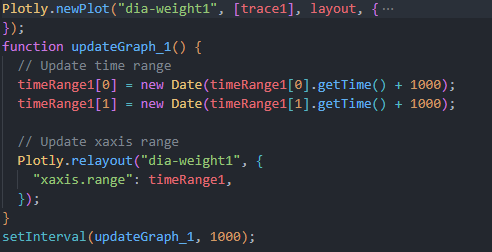 Plotly.newPlot("dia-weight1", [trace1], layout, {···
});
function updateGraph_1() {
  // Update time range
  timeRange1[0] = new Date(timeRange1[0].getTime() + 1000);
  timeRange1[1] = new Date(timeRange1[1].getTime() + 1000);

  // Update xaxis range
  Plotly.relayout("dia-weight1", {
    "xaxis.range": timeRange1,
  });
}
setInterval(updateGraph_1, 1000);